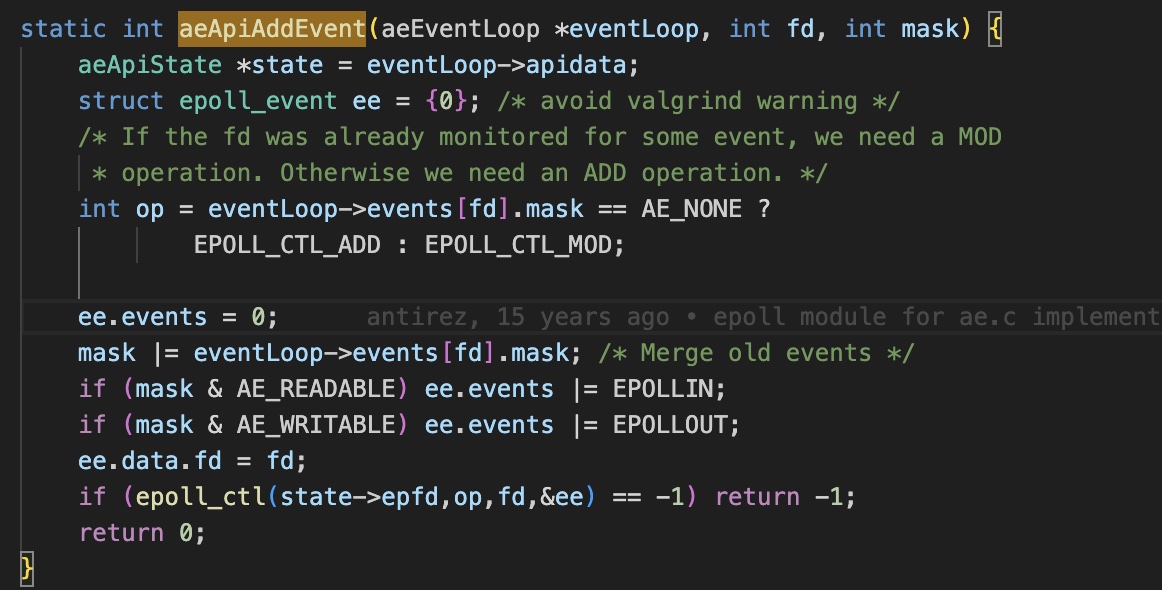 static int aeApiAddEvent(aeEventLoop *eventLoop, int fd, int mask) {
    aeApiState *state = eventLoop->apidata;
    struct epoll_event ee = {0}; /* avoid valgrind warning */
    /* If the fd was already monitored for some event, we need a MOD
     * operation. Otherwise we need an ADD operation. */
    int op = eventLoop->events[fd].mask == AE_NONE ?
            EPOLL_CTL_ADD : EPOLL_CTL_MOD;
    ee.events = 0;      antirez, 15 years ago • epoll module for ae.c implement
    mask |= eventLoop->events[fd].mask; /* Merge old events */
    if (mask & AE_READABLE) ee.events |= EPOLLIN;
    if (mask & AE_WRITABLE) ee.events |= EPOLLOUT;
    ee.data.fd = fd;
    if (epoll_ctl(state->epfd,op,fd,&ee) == -1) return -1;
    return 0;
}